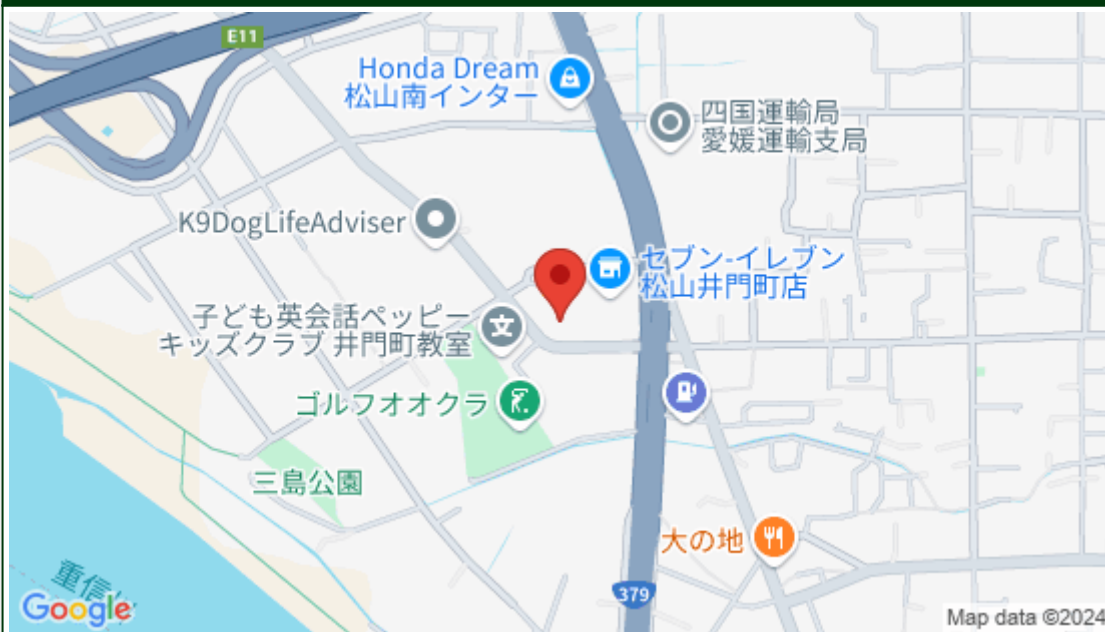 E11
Honda Dream
松山南インター
四国運輸局
愛媛運輸支局
K9DogLifeAdviser
セブン-イレブン
松山井門町店
子ども英会話ペッピー
キッズクラブ 井門町教室
ゴルフオオクラ
三島公園
大の地
重信
379
Google
Map data ©2024